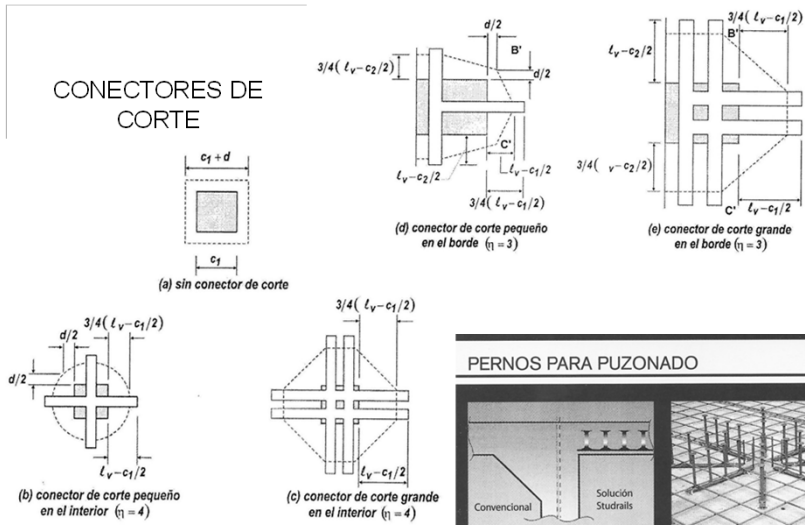 CONECTORES DE
CORTE
c₁ + d
c₁
(a) sin conector de corte
d/2
B'
3/4( ℓv–c₂/2)
d/2
C'
ℓv–c₂/2
ℓv–c₁/2
3/4( ℓv–c₁/2)
(d) conector de corte pequeño
en el borde (η = 3)
3/4( ℓv–c₁/2)
B'
ℓv–c₂/2
3/4( v–c₂/2)
C'
ℓv–c₁/2
(e) conector de corte grande
en el borde (η = 3)
3/4( ℓv–c₁/2)
d/2
d/2
ℓv–c₁/2
(b) conector de corte pequeño
en el interior (η = 4)
3/4( ℓv–c₁/2)
ℓv–c₁/2
(c) conector de corte grande
en el interior (η = 4)
PERNOS PARA PUZONADO
Convencional
Solución
Studrails